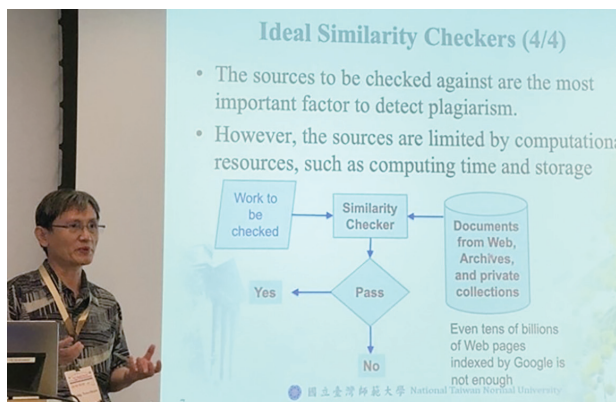 Ideal Similarity Checkers (4/4)
• The sources to be checked against are the most
important factor to detect plagiarism.
• However, the sources are limited by computationa
resources, such as computing time and storage
Work to
be
checked
Similarity
Checker
Documents
from Web,
Archives,
and private
collections
Yes
Pass
No
Even tens of billions
of Web pages
indexed by Google is
not enough
國立臺灣師範大學 National Taiwan Normal University